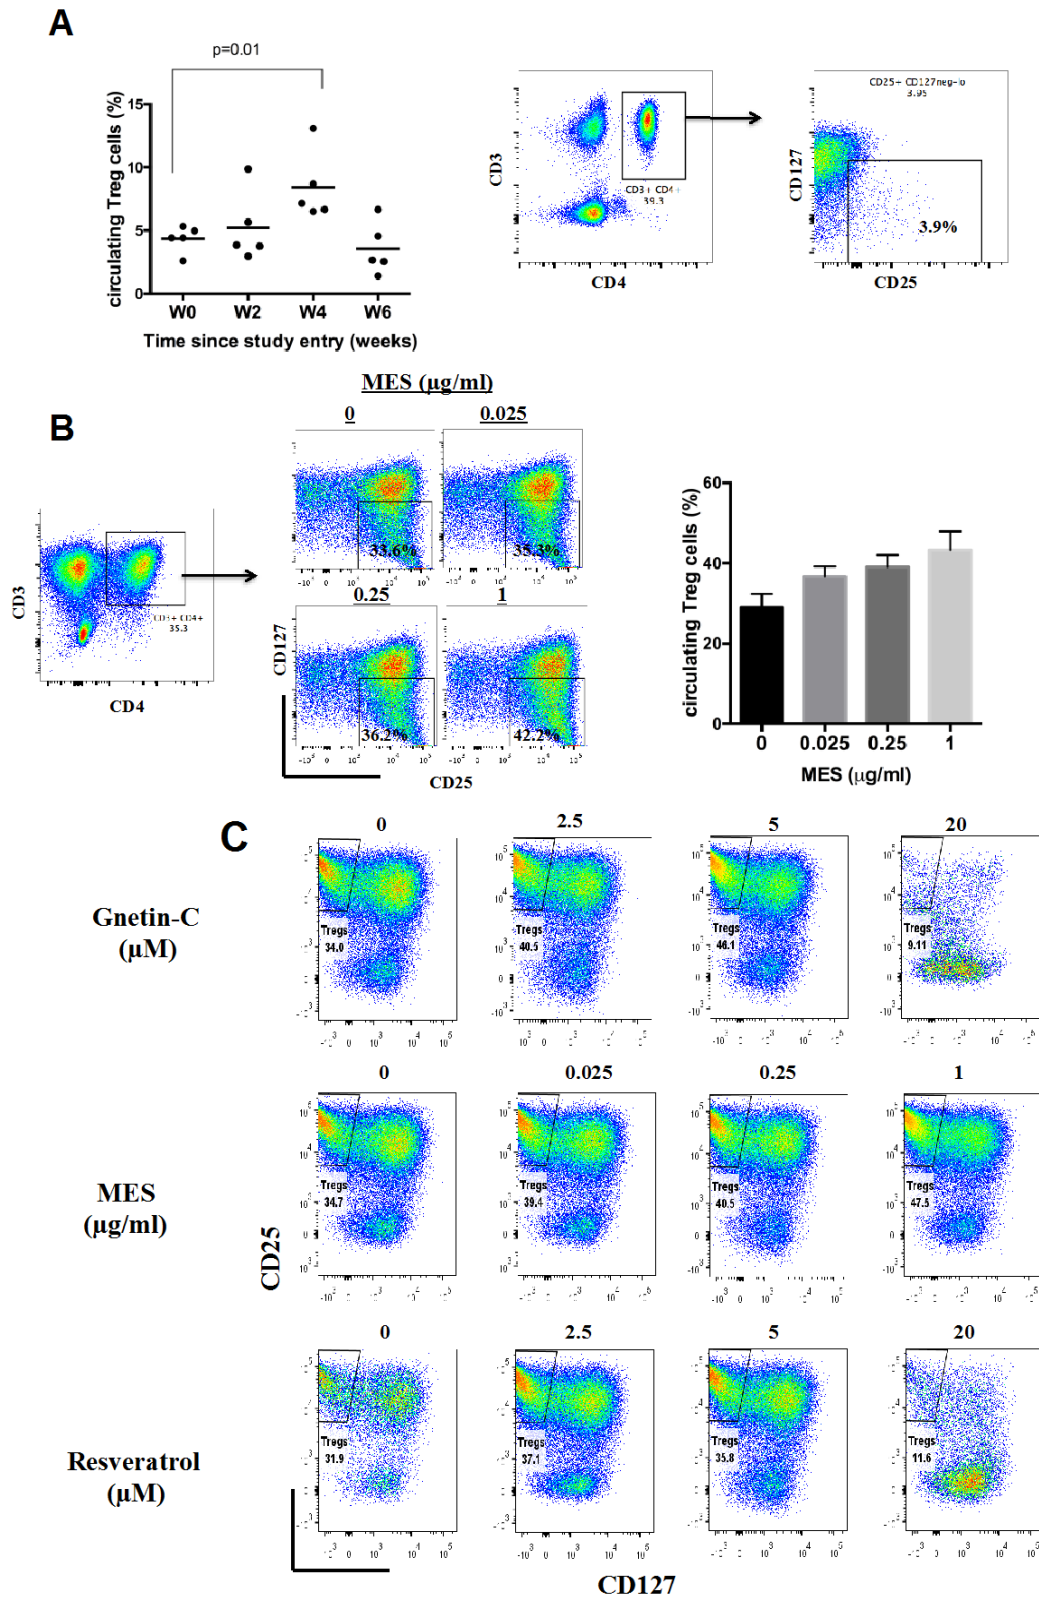 A
p=0.01
15
10
5
0
circulating Treg cells (%)
W0 W2 W4 W6
Time since study entry (weeks)
CD3
CD3+ CD4+
39.3
CD4
CD25+ CD127neg-lo
3.95
CD127
3.9%
CD25
B
MES (μg/ml)
0 0.025
33.6% 35.3%
0.25 1
36.2% 42.2%
CD3
CD3+ CD4+
35.3
CD4
CD127
CD25
60
40
20
0
circulating Treg cells (%)
0 0.025 0.25 1
MES (μg/ml)
C
0 2.5 5 20
Gnetin-C
(μM)
Tregs Tregs Tregs Tregs
34.0 40.5 46.1 9.11
0 0.025 0.25 1
MES
(μg/ml)
Tregs Tregs Tregs Tregs
34.7 39.4 40.5 47.5
0 2.5 5 20
Resveratrol
(μM)
Tregs Tregs Tregs Tregs
31.9 37.1 35.8 11.6
CD25
CD127